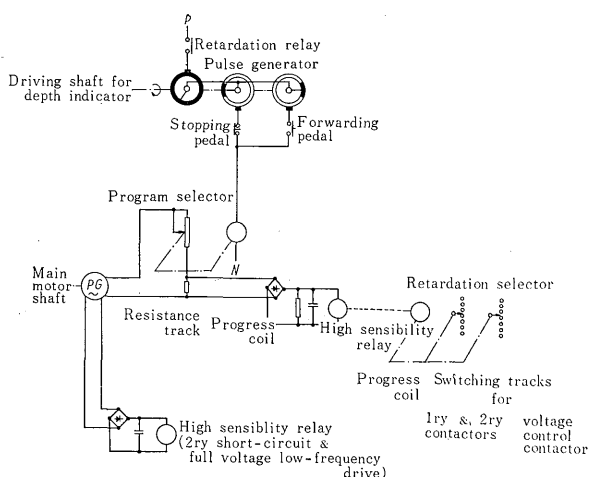 P
Retardation relay
Pulse generator
Driving shaft for
depth indicator
Stopping
pedal
Forwarding
pedal
Program selector
N
Main
motor
shaft
PG
Resistance
track
Progress
coil
High sensibility
relay
Retardation selector
Progress
coil
Switching tracks
for
1ry & 2ry
contactors
voltage
control
contactor
High sensiblity relay
(2ry short-circuit &
full voltage low-frequency
drive)